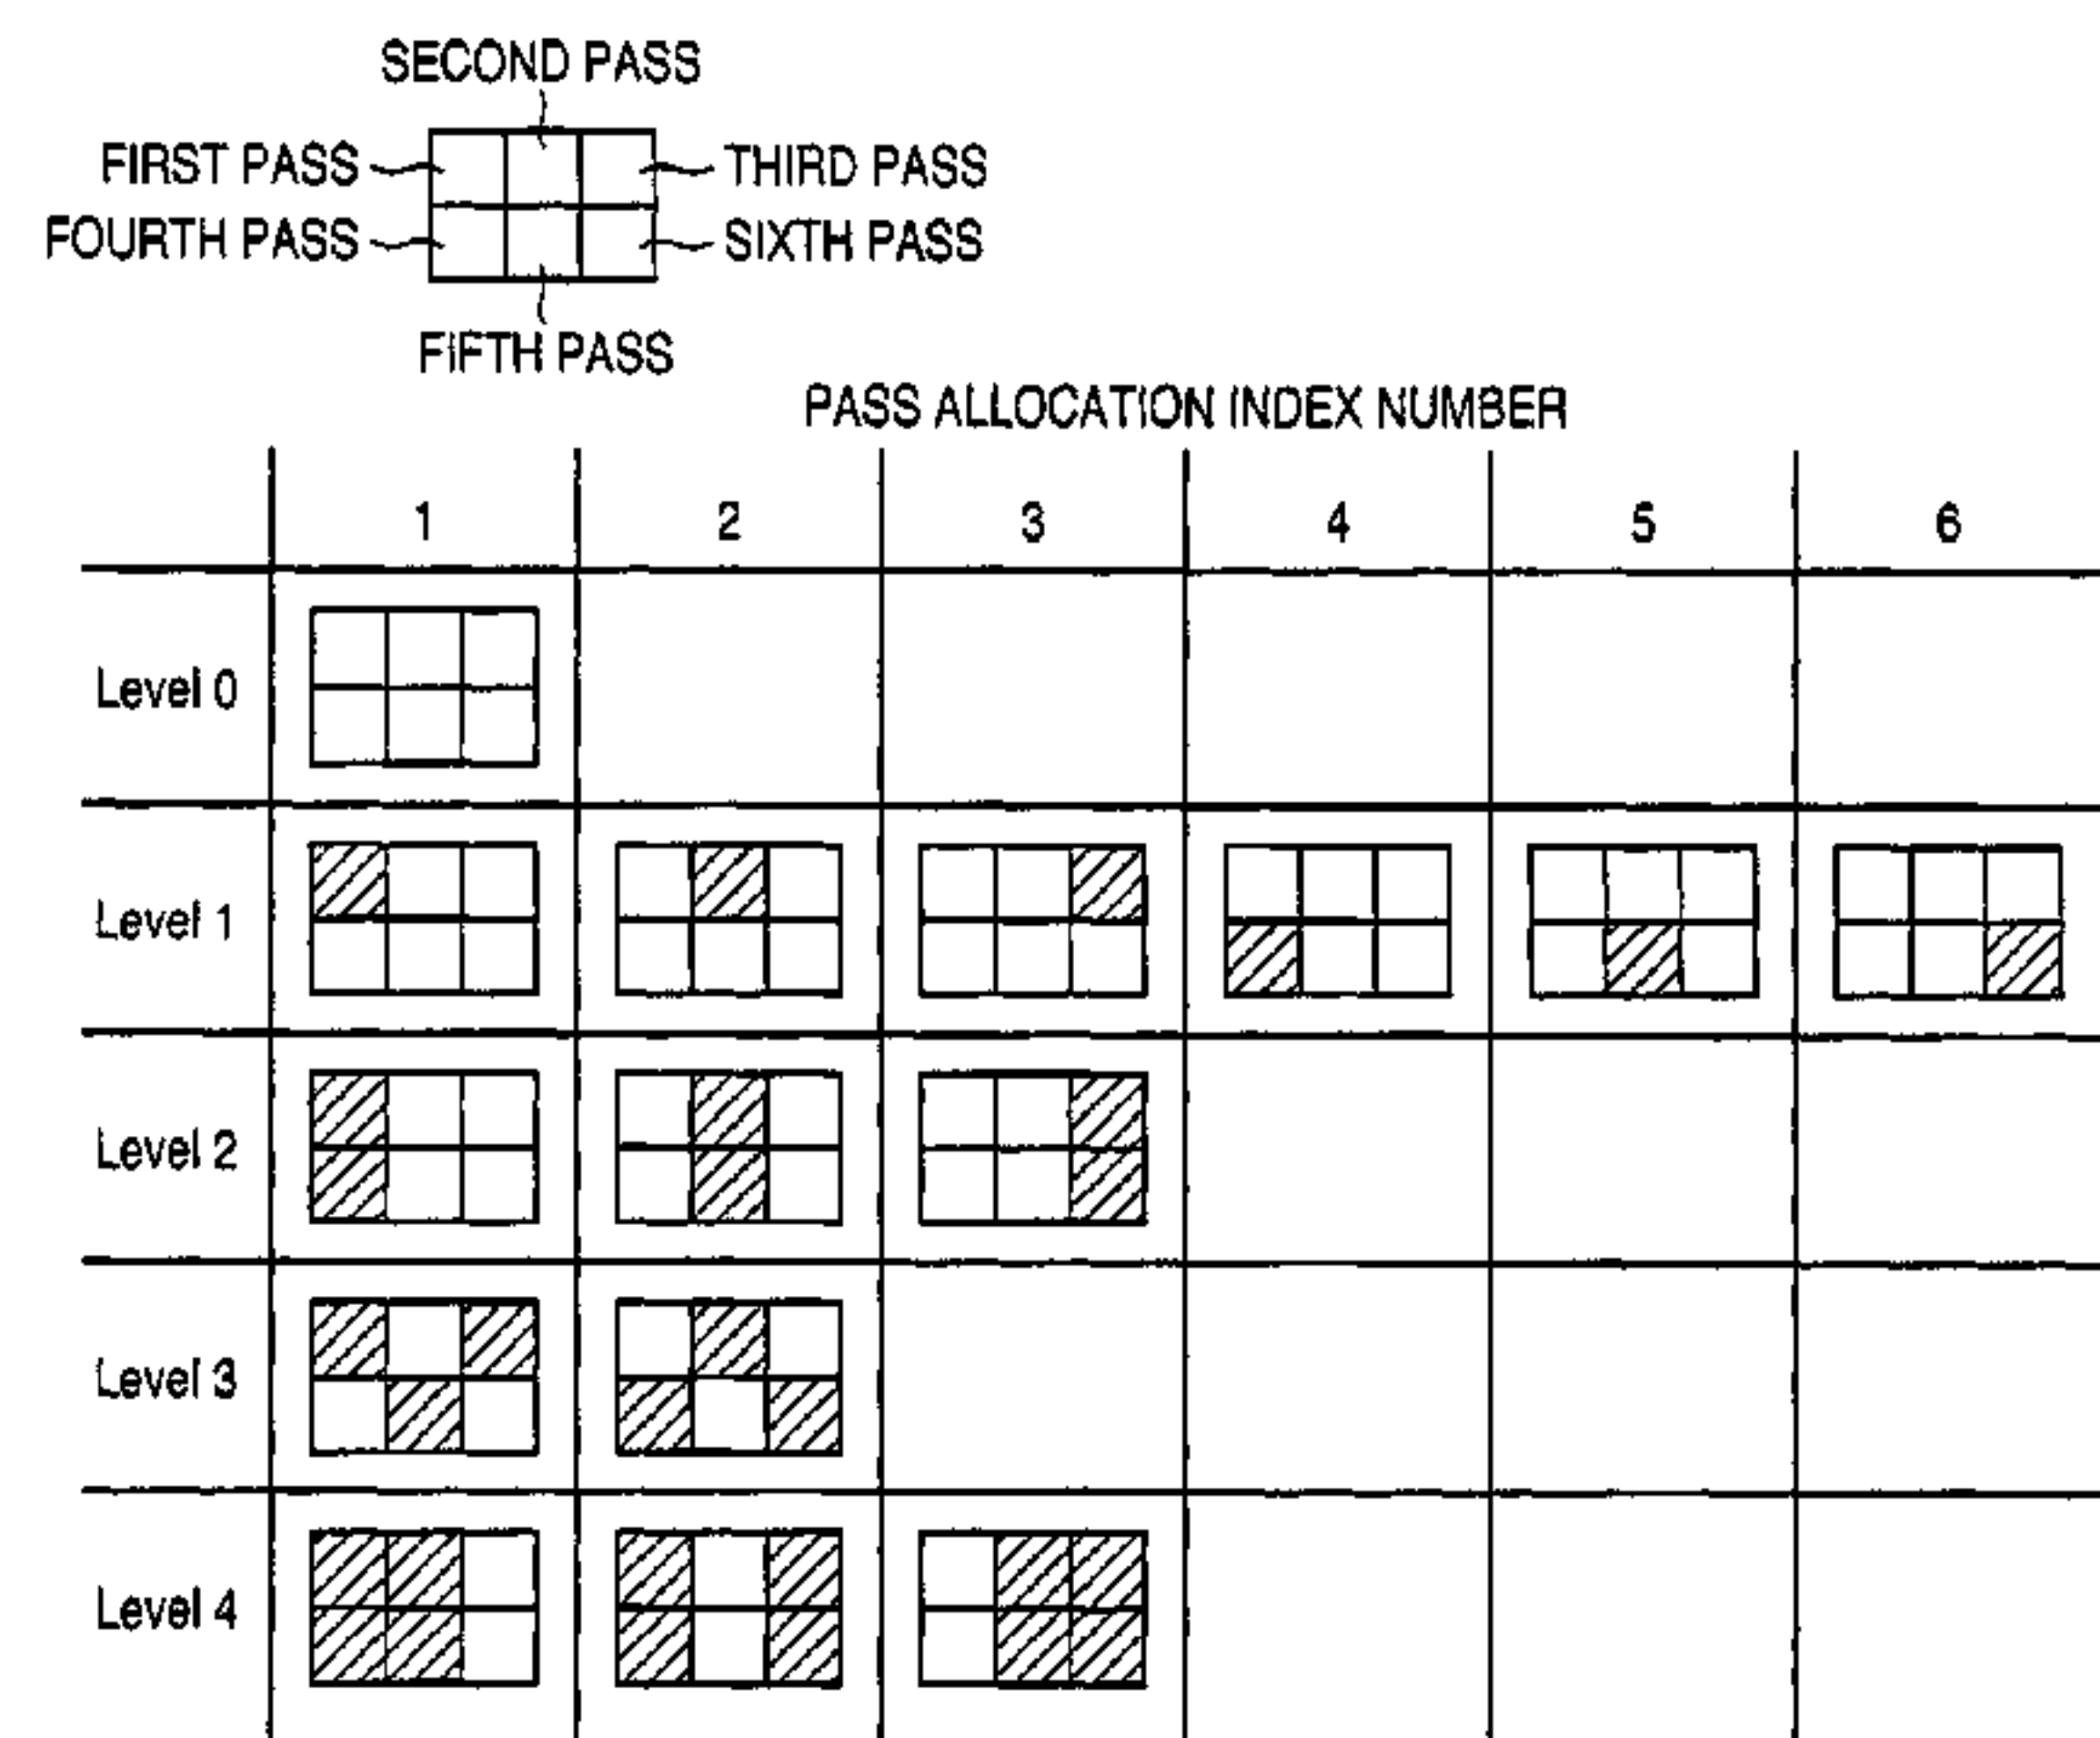 SECOND PASS
FIRST PASS
THIRD PASS
FOURTH PASS
SIXTH PASS
FIFTH PASS
PASS ALLOCATION INDEX NUMBER
1 2 3 4 5 6
Level 0
Level 1
Level 2
Level 3
Level 4